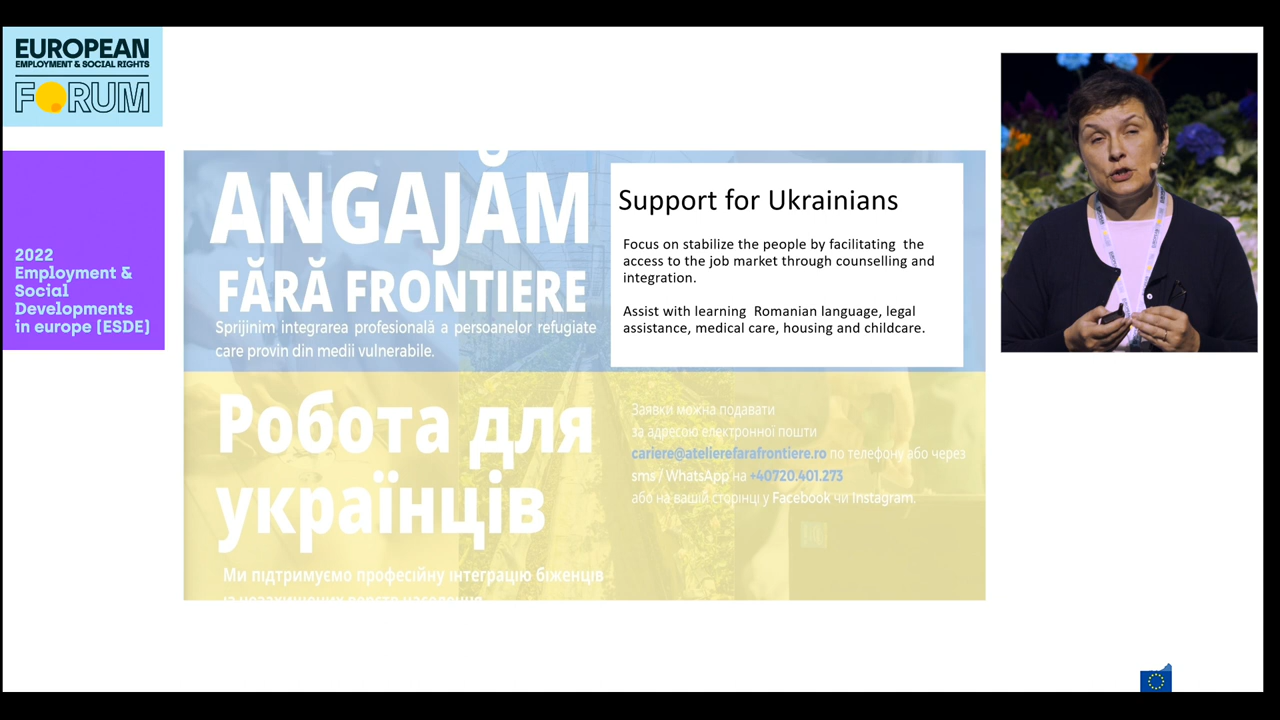 EUROPEAN
EMPLOYMENT & SOCIAL RIGHTS
FORUM
2022
Employment &
Social
Developments
in europe (ESDE)
ANGAJĂM
FĂRĂ FRONTIERE
Sprijinim integrarea profesională a persoanelor refugiate
care provin din medii vulnerabile.
Support for Ukrainians
Focus on stabilize the people by facilitating the
access to the job market through counselling and
integration.
Assist with learning Romanian language, legal
assistance, medical care, housing and childcare.
Робота для
українців
Ми підтримуємо професійну інтеграцію біженців
Заявки можна подавати
за адресою електронної пошти
cariere@atelierefarafrontiere.ro по телефону або через
sms / WhatsApp на +40720.401.273
або на вашій сторінці у Facebook чи Instagram.